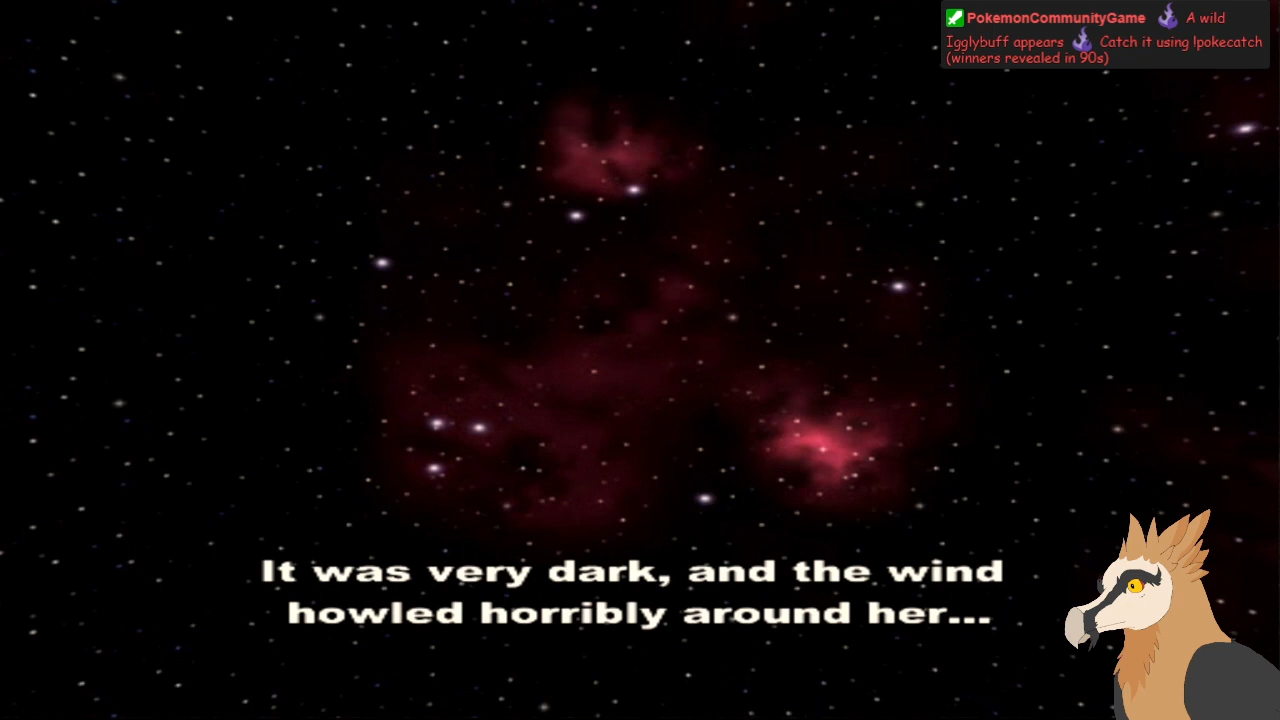 PokemonCommunityGame A wild
Igglybuff appears Catch it using !pokecatch
(winners revealed in 90s)
It was very dark, and the wind
howled horribly around her...